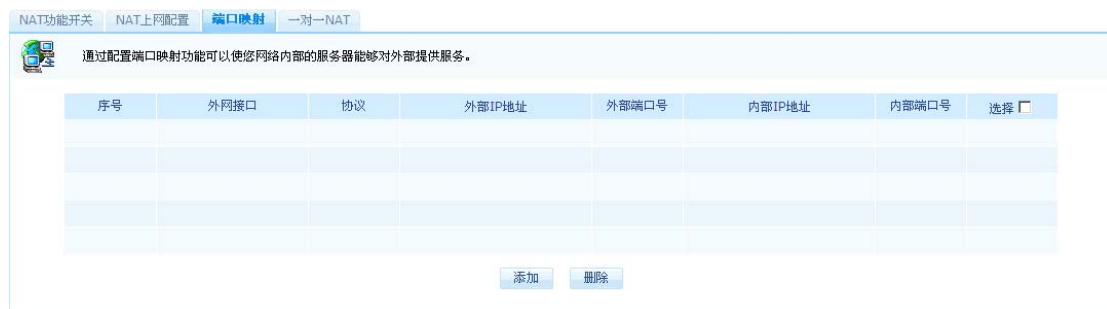 NAT功能开关 NAT上网配置 端口映射 一对一NAT
通过配置端口映射功能可以使您网络内部的服务器能够对外部提供服务。
序号 外网接口 协议 外部IP地址 外部端口号 内部IP地址 内部端口号 选择
添加 删除